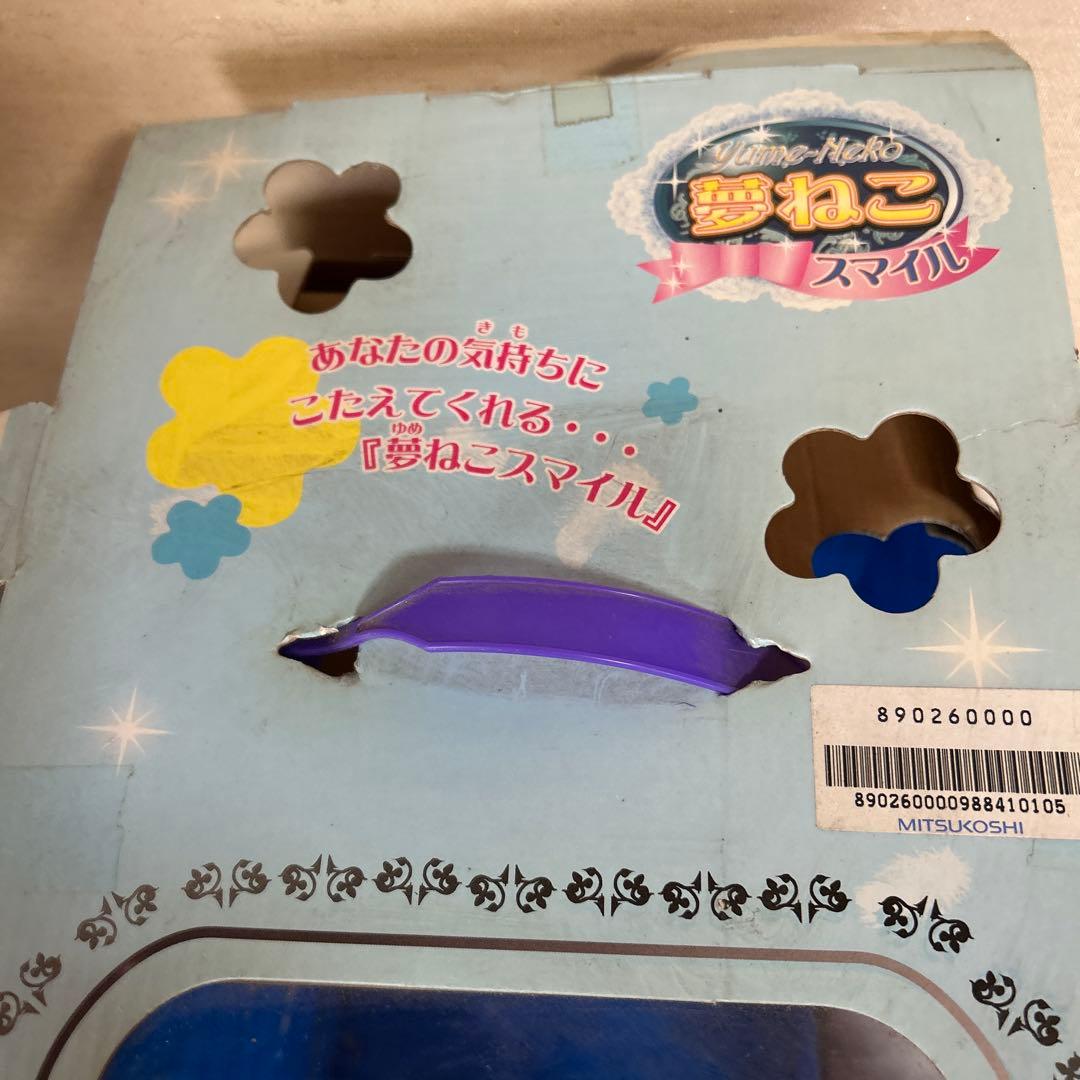 Yume-Neko
夢ねこ
スマイル
きも
あなたの気持ちに
こたえてくれる・・・
ゆめ
『夢ねこスマイル』
890260000
890260000988410105
MITSUKOSHI